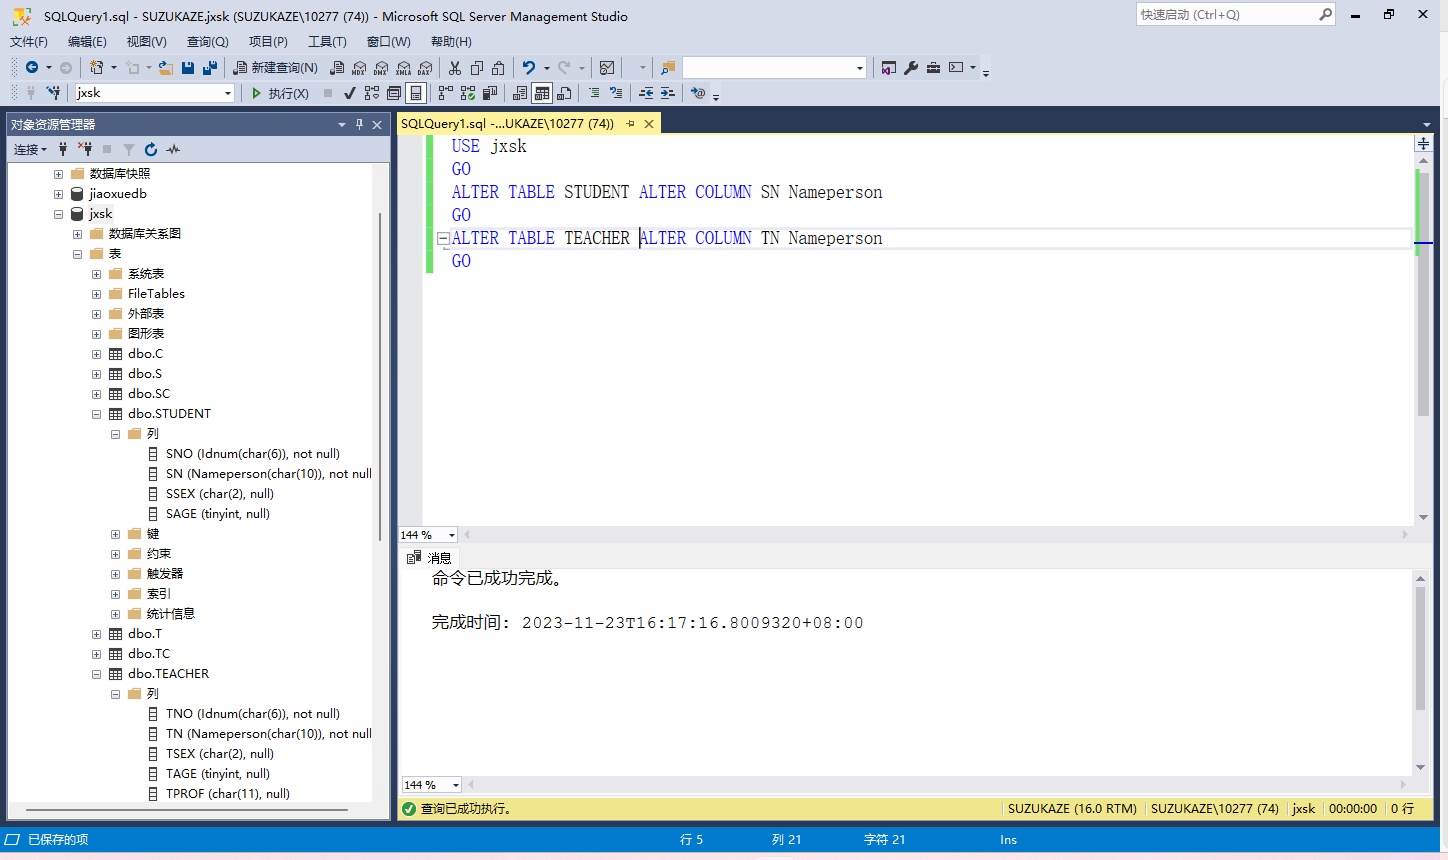 SQLQuery1.sql - SUZUKAZE.jxsk (SUZUKAZE\10277 (74)) - Microsoft SQL Server Management Studio
快速启动 (Ctrl+Q)
文件(F) 编辑(E) 视图(V) 查询(Q) 项目(P) 工具(T) 窗口(W) 帮助(H)
新建查询(N) MDX DMX XMLA DAX
jxsk 执行(X)
对象资源管理器
连接
数据库快照
jiaoxuedb
jxsk
数据库关系图
表
系统表
FileTables
外部表
图形表
dbo.C
dbo.S
dbo.SC
dbo.STUDENT
列
SNO (Idnum(char(6)), not null)
SN (Nameperson(char(10)), not null
SSEX (char(2), null)
SAGE (tinyint, null)
键
约束
触发器
索引
统计信息
dbo.T
dbo.TC
dbo.TEACHER
列
TNO (Idnum(char(6)), not null)
TN (Nameperson(char(10)), not null
TSEX (char(2), null)
TAGE (tinyint, null)
TPROF (char(11), null)
SQLQuery1.sql -...UKAZE\10277 (74))
USE jxsk
GO
ALTER TABLE STUDENT ALTER COLUMN SN Nameperson
GO
ALTER TABLE TEACHER ALTER COLUMN TN Nameperson
GO
144 %
消息
命令已成功完成。
完成时间: 2023-11-23T16:17:16.8009320+08:00
144 %
查询已成功执行。 SUZUKAZE (16.0 RTM) SUZUKAZE\10277 (74) jxsk 00:00:00 0 行
已保存的项 行 5 列 21 字符 21 Ins